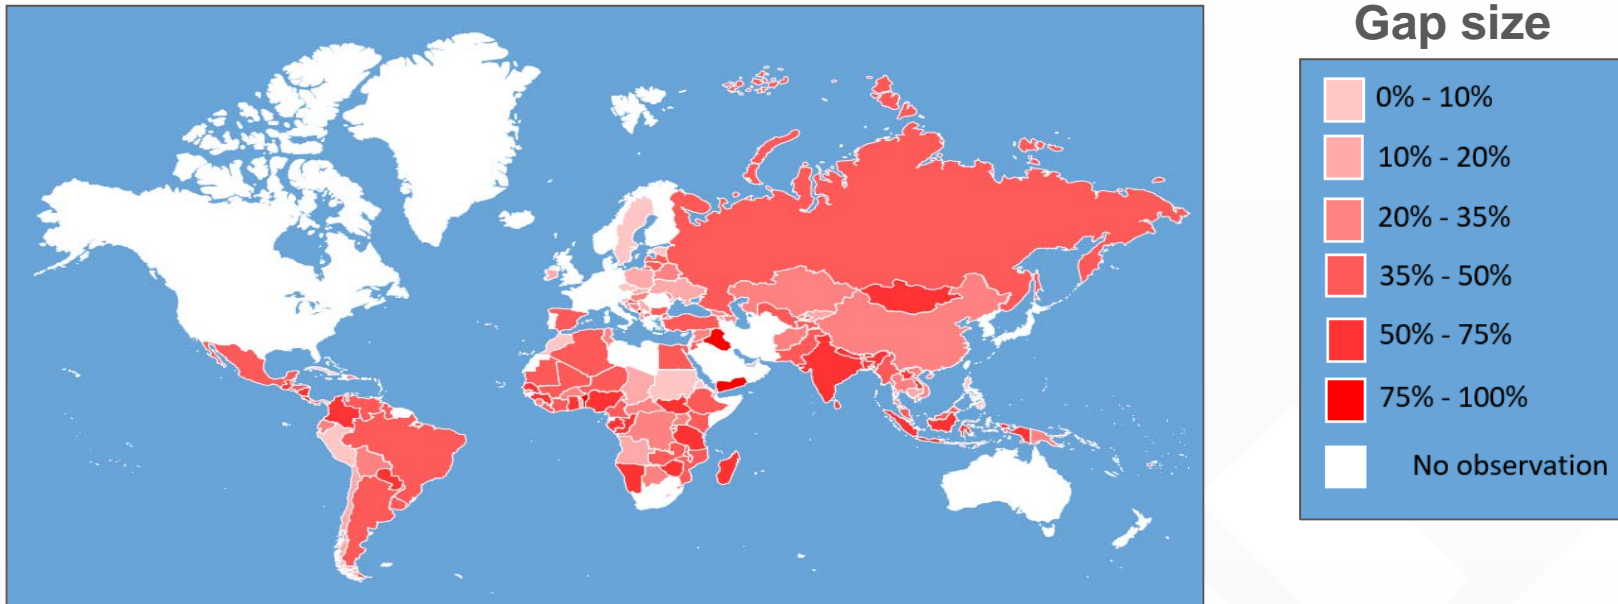 Gap size
0% - 10%
10% - 20%
20% - 35%
35% - 50%
50% - 75%
75% - 100%
No observation